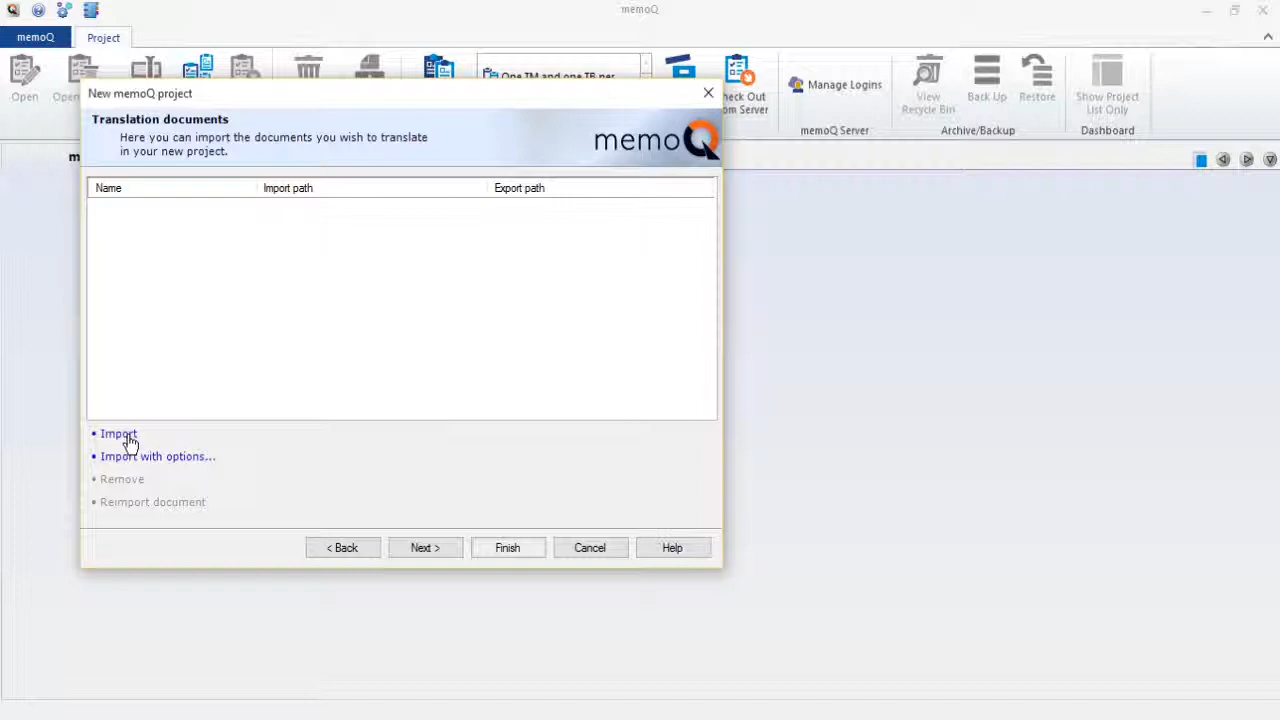 memoQ
memoQ
Project
One TM and one TB per
Open
Open
heck Out
om Server
Manage Logins
View
Recycle Bin
Back Up
Restore
Show Project
List Only
memoQ Server
Archive/Backup
Dashboard
m
New memoQ project
Translation documents
Here you can import the documents you wish to translate
in your new project.
memoQ
Name
Import path
Export path
• Import
• Import with options...
• Remove
• Reimport document
< Back
Next >
Finish
Cancel
Help